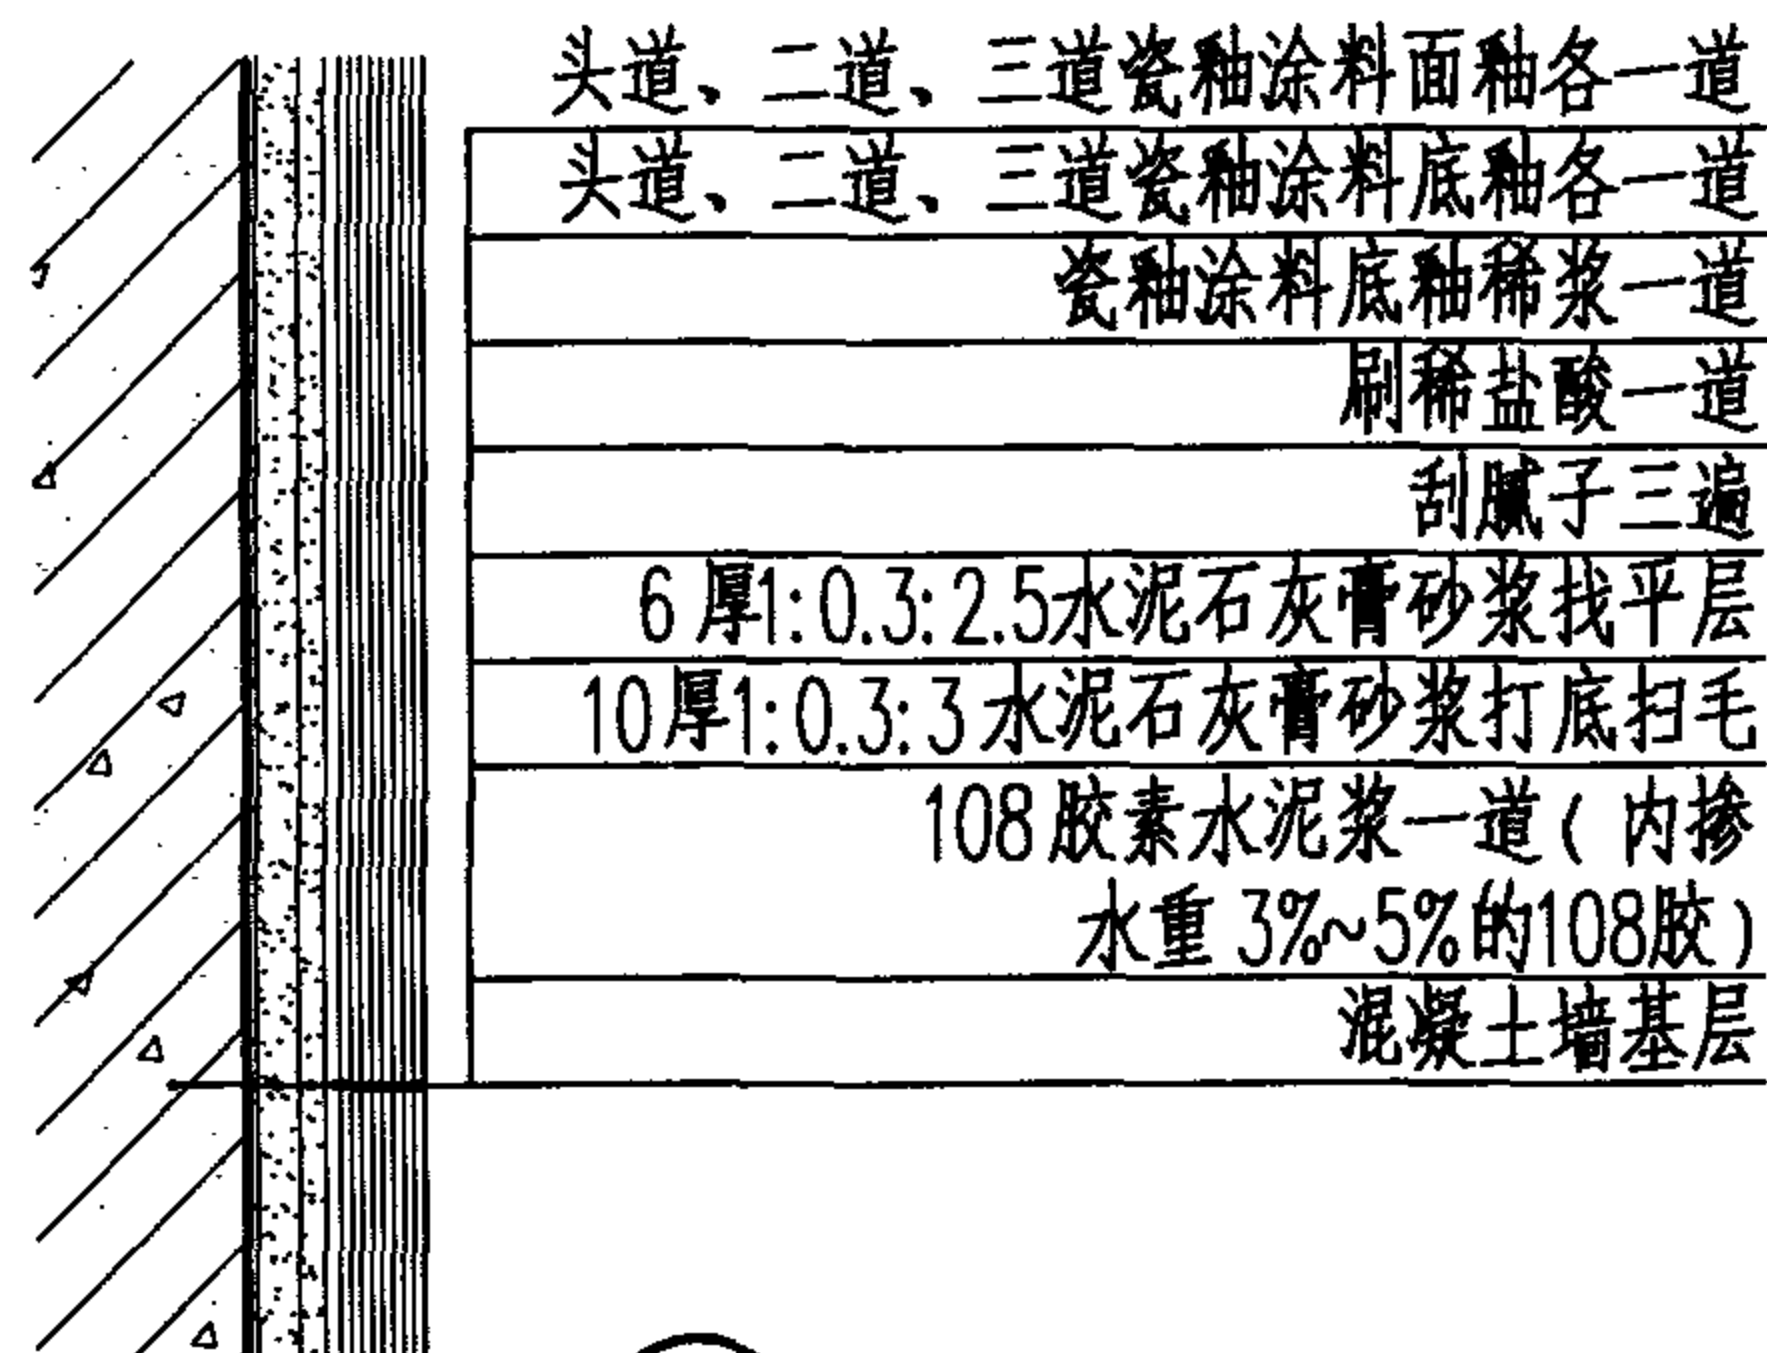 头道、二道、三道瓷釉涂料面釉各一道
头道、二道、三道瓷釉涂料底釉各一道
瓷釉涂料底釉稀浆一道
刷稀盐酸一道
刮腻子三遍
6厚1:0.3:2.5水泥石灰膏砂浆找平层
10厚1:0.3:3水泥石灰膏砂浆打底扫毛
108胶素水泥浆一道(内掺
水重3%~5%的108胶)
混凝土墙基层